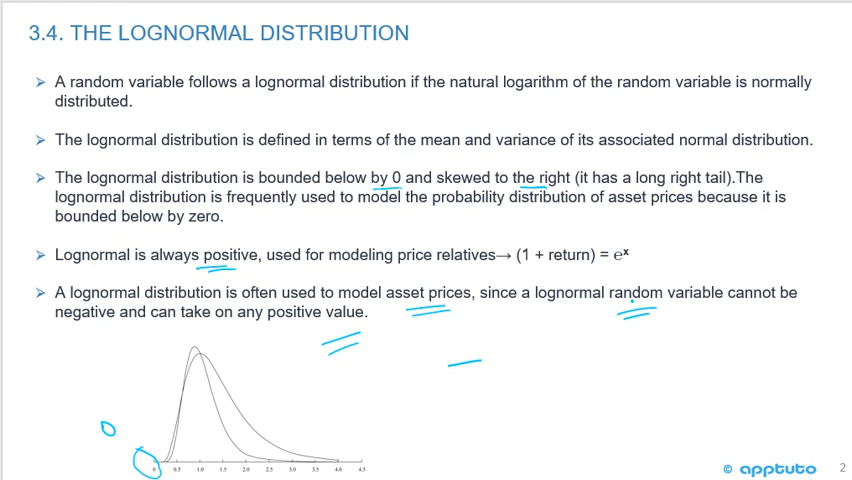 3.4. THE LOGNORMAL DISTRIBUTION
➢ A random variable follows a lognormal distribution if the natural logarithm of the random variable is normally
distributed.
➢ The lognormal distribution is defined in terms of the mean and variance of its associated normal distribution.
➢ The lognormal distribution is bounded below by 0 and skewed to the right (it has a long right tail).The
lognormal distribution is frequently used to model the probability distribution of asset prices because it is
bounded below by zero.
➢ Lognormal is always positive, used for modeling price relatives→ (1 + return) = eˣ
➢ A lognormal distribution is often used to model asset prices, since a lognormal random variable cannot be
negative and can take on any positive value.
0
0 0.5 1.0 1.5 2.0 2.5 3.0 3.5 4.0 4.5
© apptuto 2